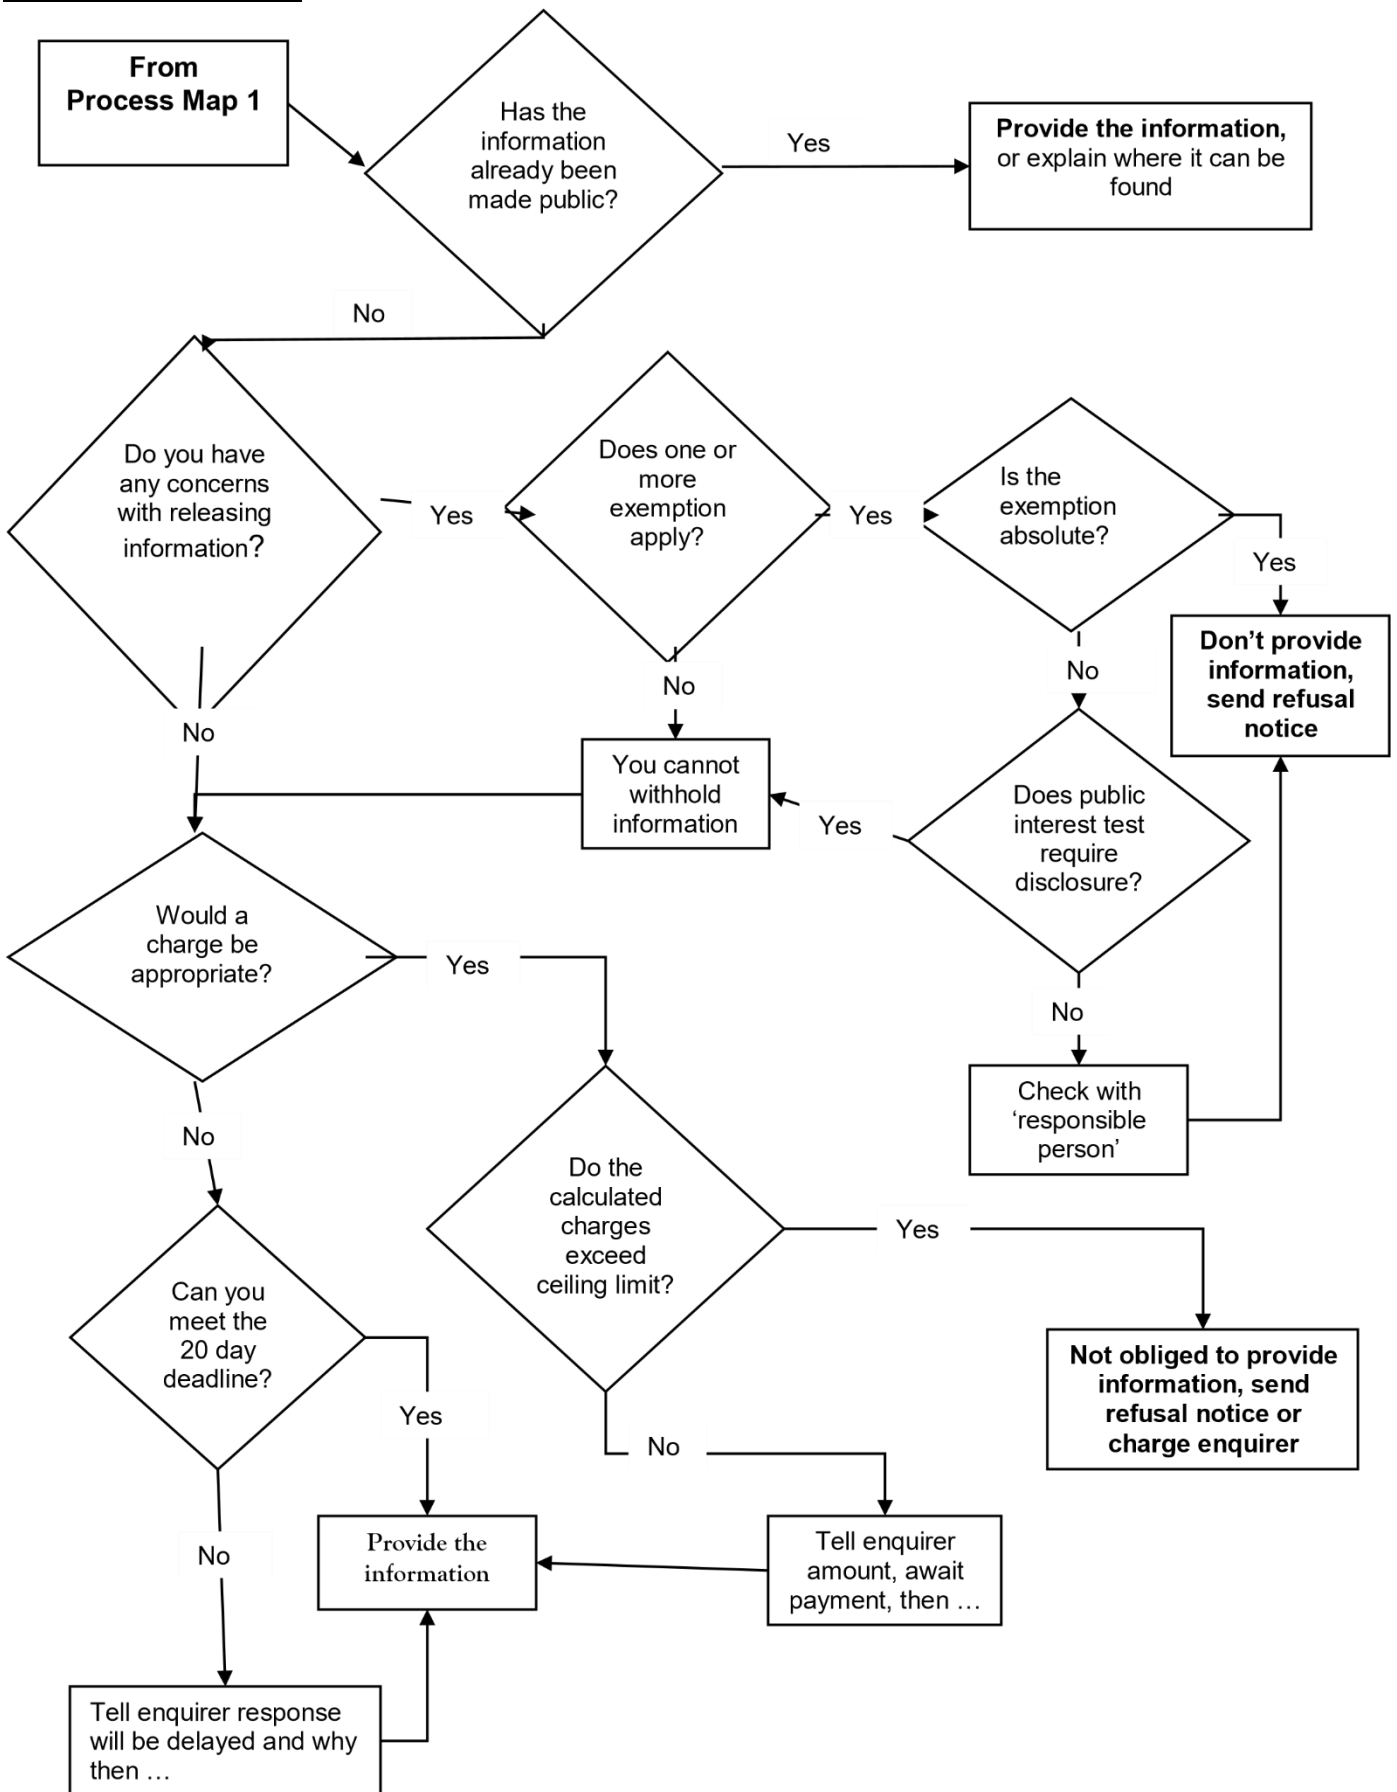 From
Process Map 1
Has the
information
already been
made public?
Yes
Provide the information,
or explain where it can be
found
No
Do you have
any concerns
with releasing
information?
Yes
Does one or
more
exemption
apply?
Yes
Is the
exemption
absolute?
Yes
Don’t provide
information,
send refusal
notice
No
No
No
You cannot
withhold
information
Yes
Does public
interest test
require
disclosure?
Would a
charge be
appropriate?
Yes
No
Check with
‘responsible
person’
No
Do the
calculated
charges
exceed
ceiling limit?
Yes
Not obliged to provide
information, send
refusal notice or
charge enquirer
Can you
meet the
20 day
deadline?
Yes
No
No
Provide the
information
Tell enquirer
amount, await
payment, then …
Tell enquirer response
will be delayed and why
then …